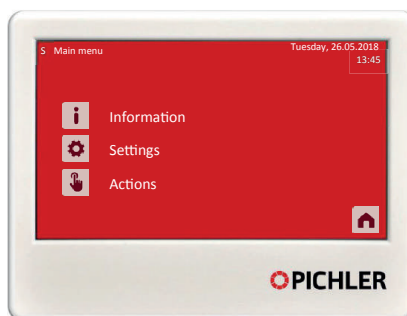 S Main menu
Tuesday, 26.05.2018
13:45
Information
Settings
Actions
PICHLER